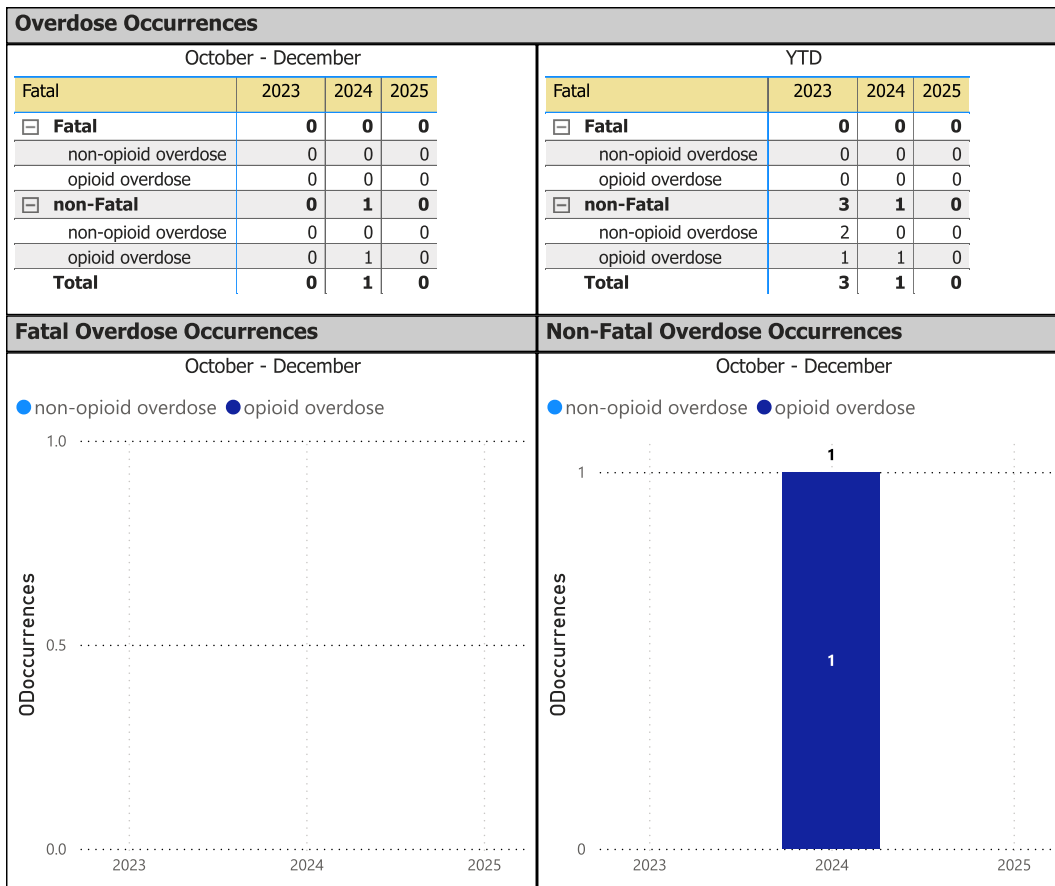 Overdose Occurrences
October - December
Fatal 2023 2024 2025
Fatal 0 0 0
non-opioid overdose 0 0 0
opioid overdose 0 0 0
non-Fatal 0 1 0
non-opioid overdose 0 0 0
opioid overdose 0 1 0
Total 0 1 0
YTD
Fatal 2023 2024 2025
Fatal 0 0 0
non-opioid overdose 0 0 0
opioid overdose 0 0 0
non-Fatal 3 1 0
non-opioid overdose 2 0 0
opioid overdose 1 1 0
Total 3 1 0
Fatal Overdose Occurrences
October - December
non-opioid overdose opioid overdose
1.0
0.5
0.0
ODoccurrences
2023 2024 2025
Non-Fatal Overdose Occurrences
October - December
non-opioid overdose opioid overdose
1
1
1
0
ODoccurrences
2023 2024 2025